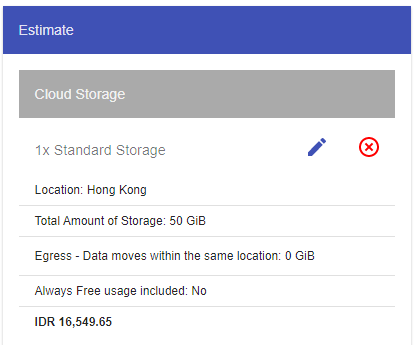 Estimate
Cloud Storage
1x Standard Storage
Location: Hong Kong
Total Amount of Storage: 50 GiB
Egress - Data moves within the same location: 0 GiB
Always Free usage included: No
IDR 16,549.65